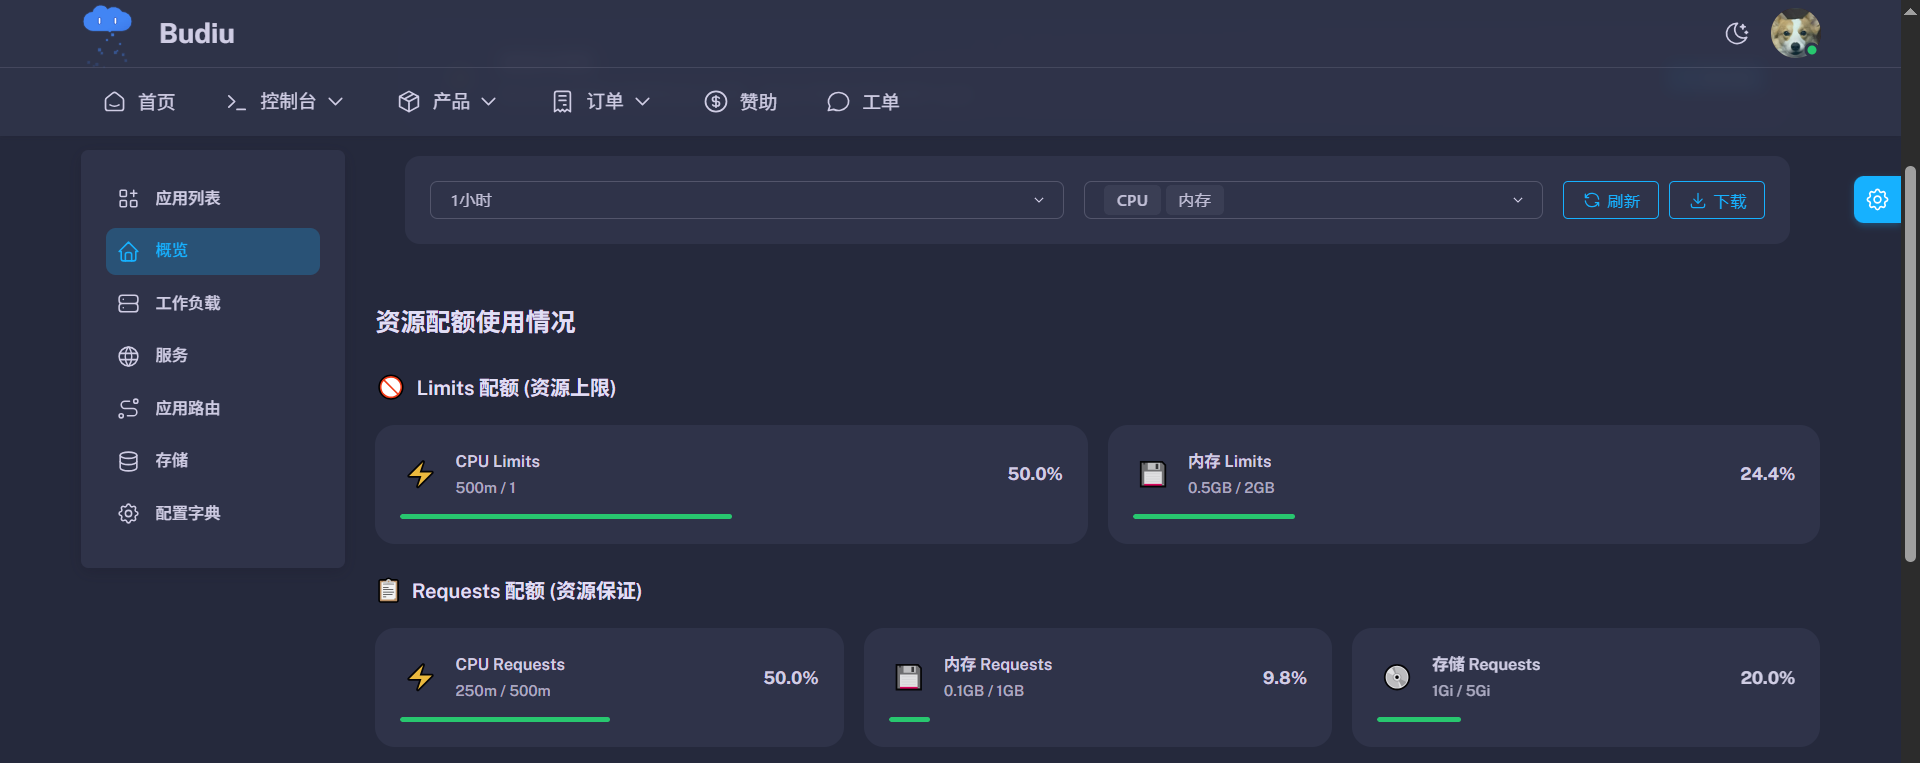 Budiu
首页
控制台
产品
订单
赞助
工单
应用列表
概览
工作负载
服务
应用路由
存储
配置字典
1小时
CPU
内存
刷新
下载
资源配额使用情况
Limits 配额 (资源上限)
CPU Limits
500m / 1
50.0%
内存 Limits
0.5GB / 2GB
24.4%
Requests 配额 (资源保证)
CPU Requests
250m / 500m
50.0%
内存 Requests
0.1GB / 1GB
9.8%
存储 Requests
1Gi / 5Gi
20.0%